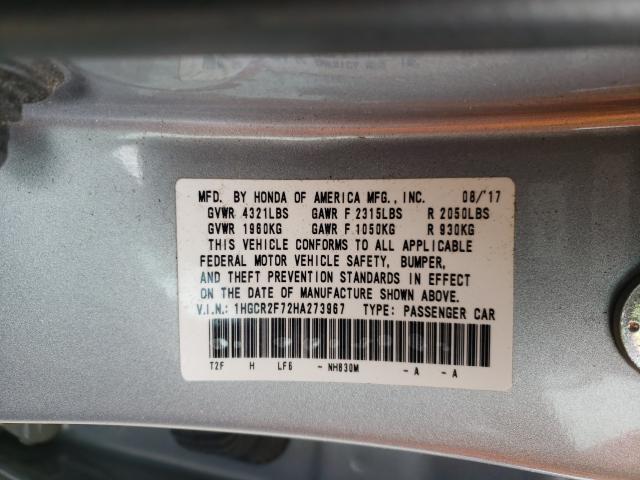 MFD. BY HONDA OF AMERICA MFG., INC. 08/'17
GVWR 4321LBS GAWR F 2315LBS R 2050LBS
GVWR 1960KG GAWR F 1050KG R 930KG
THIS VEHICLE CONFORMS TO ALL APPLICABLE
FEDERAL MOTOR VEHICLE SAFETY, BUMPER,
AND THEFT PREVENTION STANDARDS IN EFFECT
ON THE DATE OF MANUFACTURE SHOWN ABOVE.
V.I.N.: 1HGCR2F72HA273967 TYPE: PASSENGER CAR
T2F H LF6 - NH830M - A - A